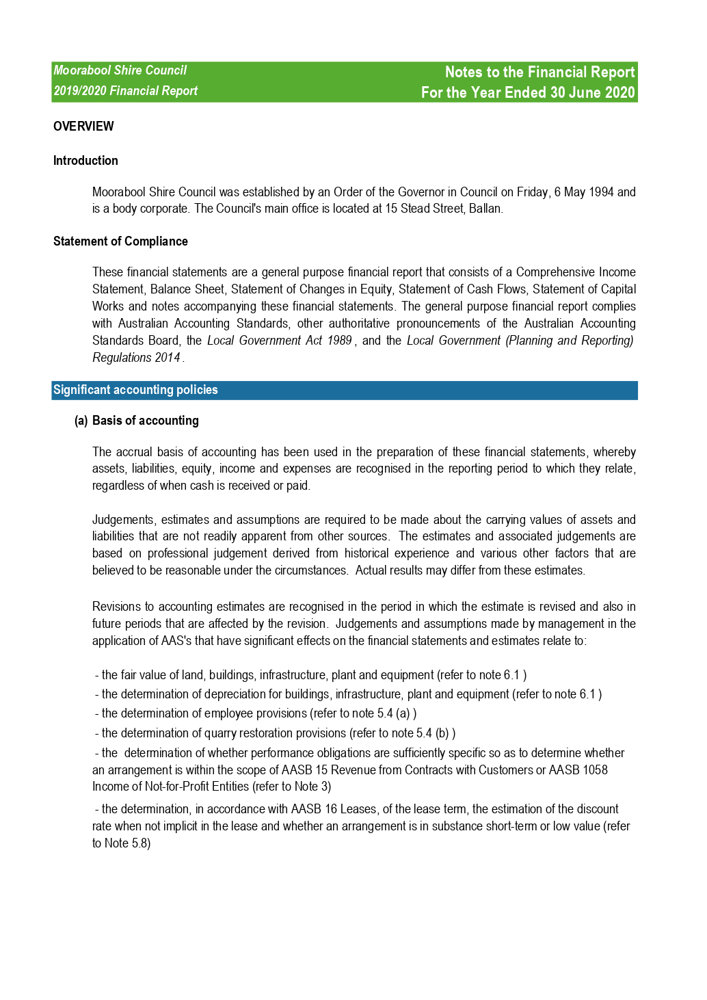 Moorabool Shire Council
2019/2020 Financial Report
Notes to the Financial Report
For the Year Ended 30 June 2020
OVERVIEW
Introduction
Moorabool Shire Council was established by an Order of the Governor in Council on Friday, 6 May 1994 and
is a body corporate. The Council's main office is located at 15 Stead Street, Ballan.
Statement of Compliance
These financial statements are a general purpose financial report that consists of a Comprehensive Income
Statement, Balance Sheet, Statement of Changes in Equity, Statement of Cash Flows, Statement of Capital
Works and notes accompanying these financial statements. The general purpose financial report complies
with Australian Accounting Standards, other authoritative pronouncements of the Australian Accounting
Standards Board, the Local Government Act 1989 , and the Local Government (Planning and Reporting)
Regulations 2014 .
Significant accounting policies
(a) Basis of accounting
The accrual basis of accounting has been used in the preparation of these financial statements, whereby
assets, liabilities, equity, income and expenses are recognised in the reporting period to which they relate,
regardless of when cash is received or paid.
Judgements, estimates and assumptions are required to be made about the carrying values of assets and
liabilities that are not readily apparent from other sources.  The estimates and associated judgements are
based on professional judgement derived from historical experience and various other factors that are
believed to be reasonable under the circumstances.  Actual results may differ from these estimates.
Revisions to accounting estimates are recognised in the period in which the estimate is revised and also in
future periods that are affected by the revision.  Judgements and assumptions made by management in the
application of AAS's that have significant effects on the financial statements and estimates relate to:
- the fair value of land, buildings, infrastructure, plant and equipment (refer to note 6.1 )
- the determination of depreciation for buildings, infrastructure, plant and equipment (refer to note 6.1 )
- the determination of employee provisions (refer to note 5.4 (a) )
- the determination of quarry restoration provisions (refer to note 5.4 (b) )
- the  determination of whether performance obligations are sufficiently specific so as to determine whether
an arrangement is within the scope of AASB 15 Revenue from Contracts with Customers or AASB 1058
Income of Not-for-Profit Entities (refer to Note 3)
- the determination, in accordance with AASB 16 Leases, of the lease term, the estimation of the discount
rate when not implicit in the lease and whether an arrangement is in substance short-term or low value (refer
to Note 5.8)